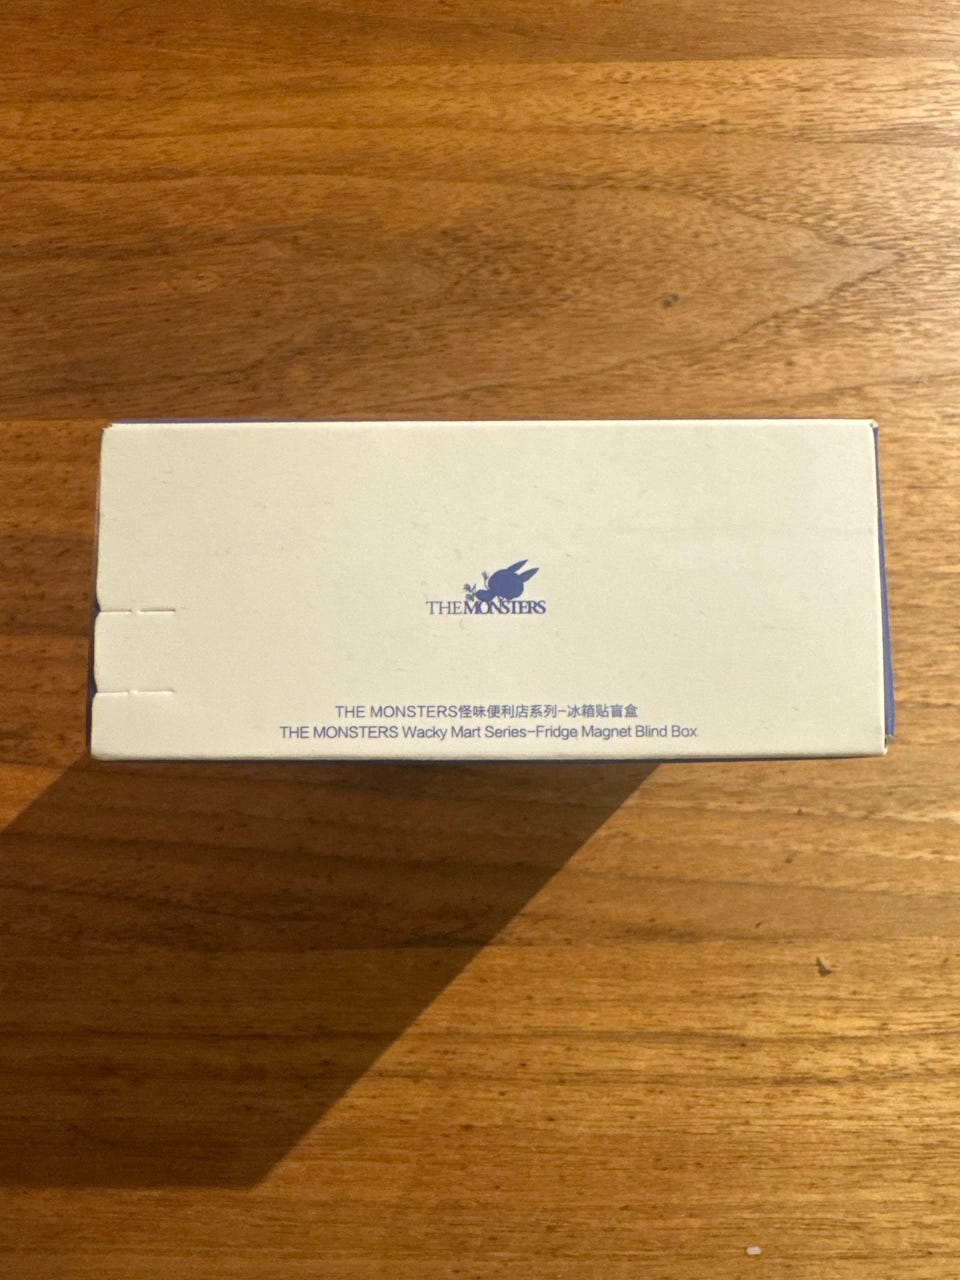 THE MONSTERS
THE MONSTERS怪味便利店系列-冰箱贴盲盒
THE MONSTERS Wacky Mart Series-Fridge Magnet Blind Box